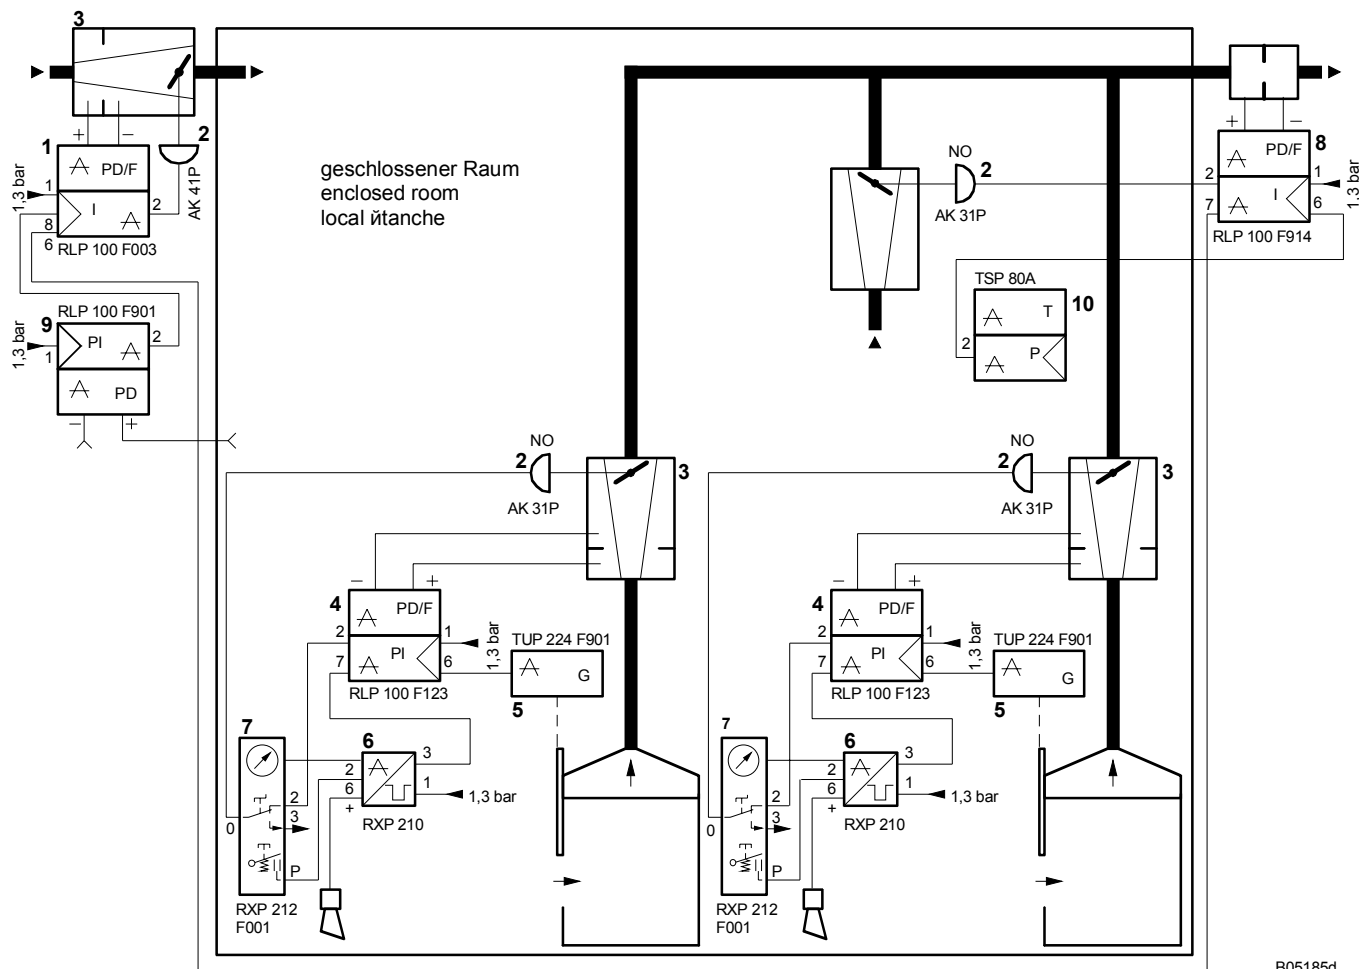 3
2
1
+
−
PD/F
1
1,3 bar
I
2
8
6
AK 41P
RLP 100 F003
RLP 100 F901
9
1,3 bar
PI
2
1
PD
−
+
geschlossener Raum
enclosed room
local йtanche
NO
2
AK 31P
+
−
8
PD/F
2
1
I
7
6
1,3 bar
RLP 100 F914
TSP 80A
10
T
2
P
NO
2
3
AK 31P
−
+
4
PD/F
2
1
PI
7
6
1,3 bar
RLP 100 F123
TUP 224 F901
G
5
7
6
3
2
6
1
+
1,3 bar
RXP 210
2
3
0
P
RXP 212
F001
NO
2
3
AK 31P
−
+
4
PD/F
2
1
PI
7
6
1,3 bar
RLP 100 F123
TUP 224 F901
G
5
7
6
3
2
6
1
+
1,3 bar
RXP 210
2
3
0
P
RXP 212
F001
B05185d